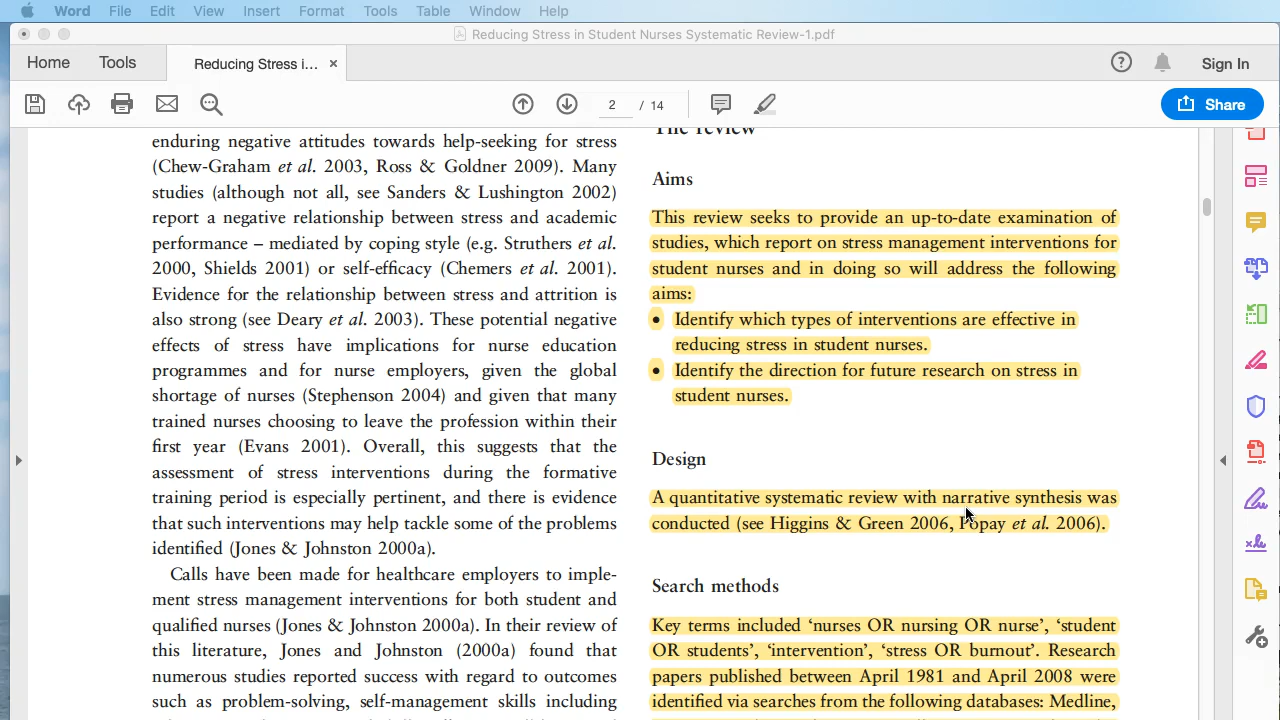 Word File Edit View Insert Format Tools Table Window Help
Reducing Stress in Student Nurses Systematic Review-1.pdf
Home Tools Reducing Stress i... × Sign In
2 / 14 Share
enduring negative attitudes towards help-seeking for stress
(Chew-Graham et al. 2003, Ross & Goldner 2009). Many
studies (although not all, see Sanders & Lushington 2002)
report a negative relationship between stress and academic
performance – mediated by coping style (e.g. Struthers et al.
2000, Shields 2001) or self-efficacy (Chemers et al. 2001).
Evidence for the relationship between stress and attrition is
also strong (see Deary et al. 2003). These potential negative
effects of stress have implications for nurse education
programmes and for nurse employers, given the global
shortage of nurses (Stephenson 2004) and given that many
trained nurses choosing to leave the profession within their
first year (Evans 2001). Overall, this suggests that the
assessment of stress interventions during the formative
training period is especially pertinent, and there is evidence
that such interventions may help tackle some of the problems
identified (Jones & Johnston 2000a).
Calls have been made for healthcare employers to imple-
ment stress management interventions for both student and
qualified nurses (Jones & Johnston 2000a). In their review of
this literature, Jones and Johnston (2000a) found that
numerous studies reported success with regard to outcomes
such as problem-solving, self-management skills including
The review
Aims
This review seeks to provide an up-to-date examination of
studies, which report on stress management interventions for
student nurses and in doing so will address the following
aims:
• Identify which types of interventions are effective in
reducing stress in student nurses.
• Identify the direction for future research on stress in
student nurses.
Design
A quantitative systematic review with narrative synthesis was
conducted (see Higgins & Green 2006, Popay et al. 2006).
Search methods
Key terms included ‘nurses OR nursing OR nurse’, ‘student
OR students’, ‘intervention’, ‘stress OR burnout’. Research
papers published between April 1981 and April 2008 were
identified via searches from the following databases: Medline,